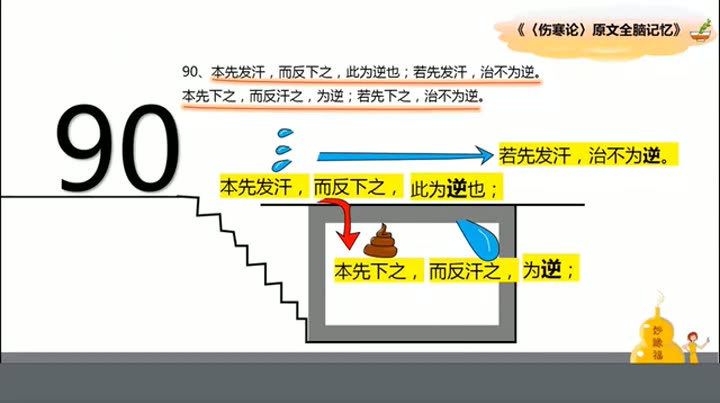 《〈伤寒论〉原文全脑记忆》
90、本先发汗，而反下之，此为逆也；若先发汗，治不为逆。
本先下之，而反汗之，为逆；若先下之，治不为逆。
90
若先发汗，治不为逆。
本先发汗，而反下之，此为逆也；
本先下之，而反汗之，为逆；
妙缘福